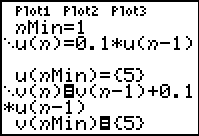 Plot1 Plot2 Plot3
nMin=1
u(n)=0.1*u(n-1)
u(nMin)={5}
v(n)=v(n-1)+0.1
*u(n-1)
v(nMin)={5}